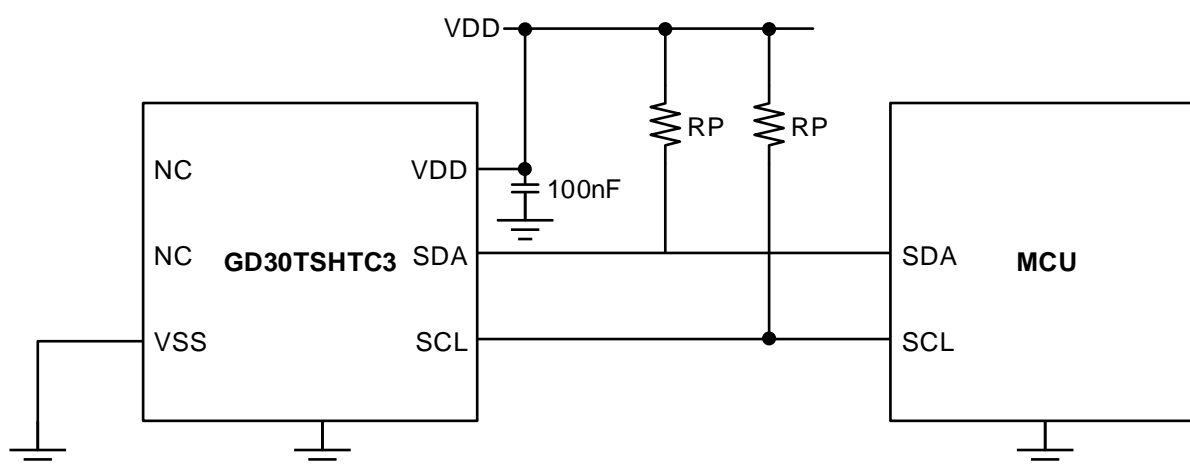 VDD
RP
RP
NC
VDD
100nF
NC
GD30TSHTC3
SDA
SDA
MCU
VSS
SCL
SCL